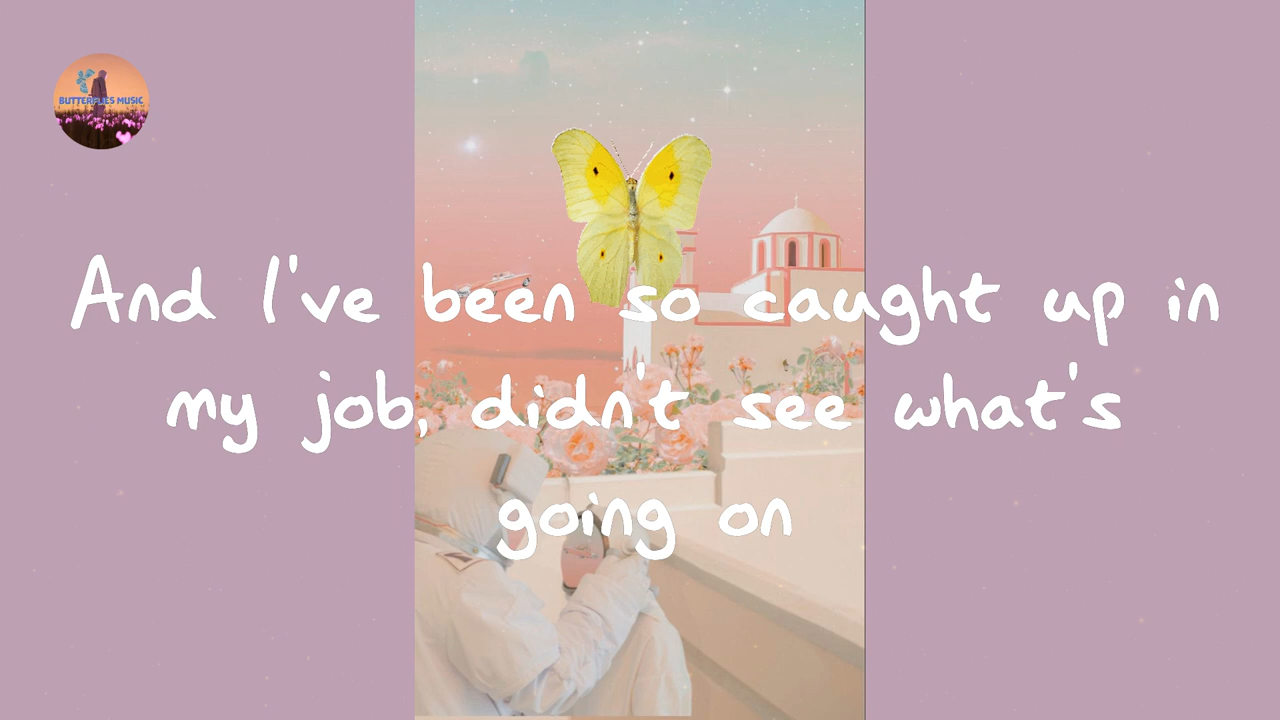 BUTTERFLIES MUSIC
And I've been so caught up in
my job, didn't see what's
going on